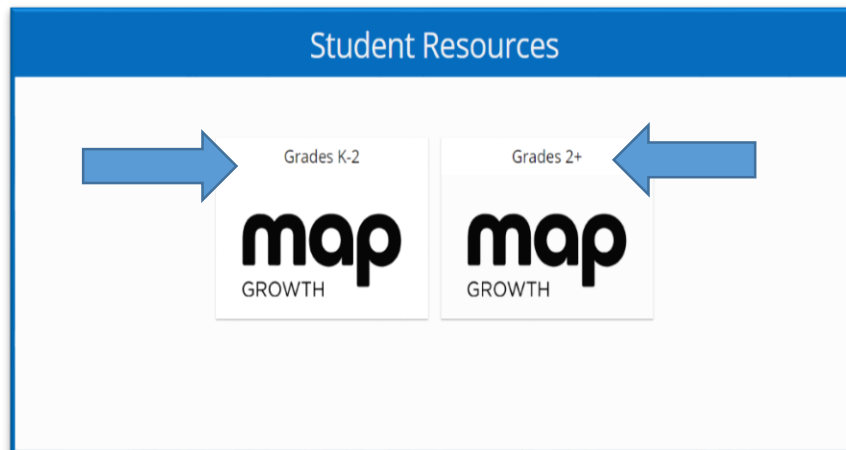 Student Resources
Grades K-2
map
GROWTH
Grades 2+
map
GROWTH